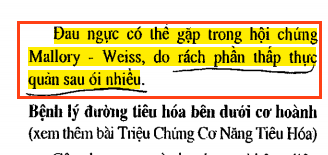 Đau ngực có thể gặp trong hội chứng
Mallory - Weiss, do rách phần thấp thực
quản sau ói nhiều.
Bệnh lý đường tiêu hóa bên dưới cơ hoành
(xem thêm bài Triệu Chứng Cơ Năng Tiêu Hóa)